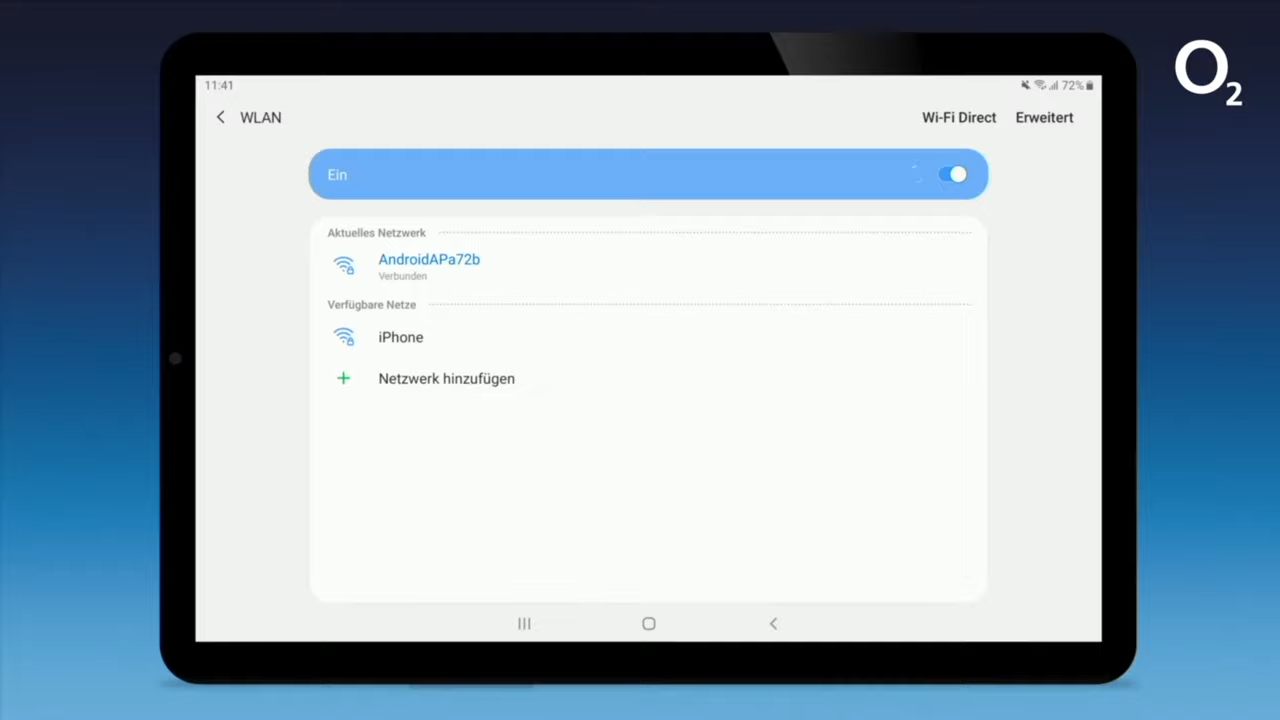 O2
11:41
72%
WLAN
Wi-Fi Direct
Erweitert
Ein
Aktuelles Netzwerk
AndroidAPa72b
Verbunden
Verfügbare Netze
iPhone
Netzwerk hinzufügen